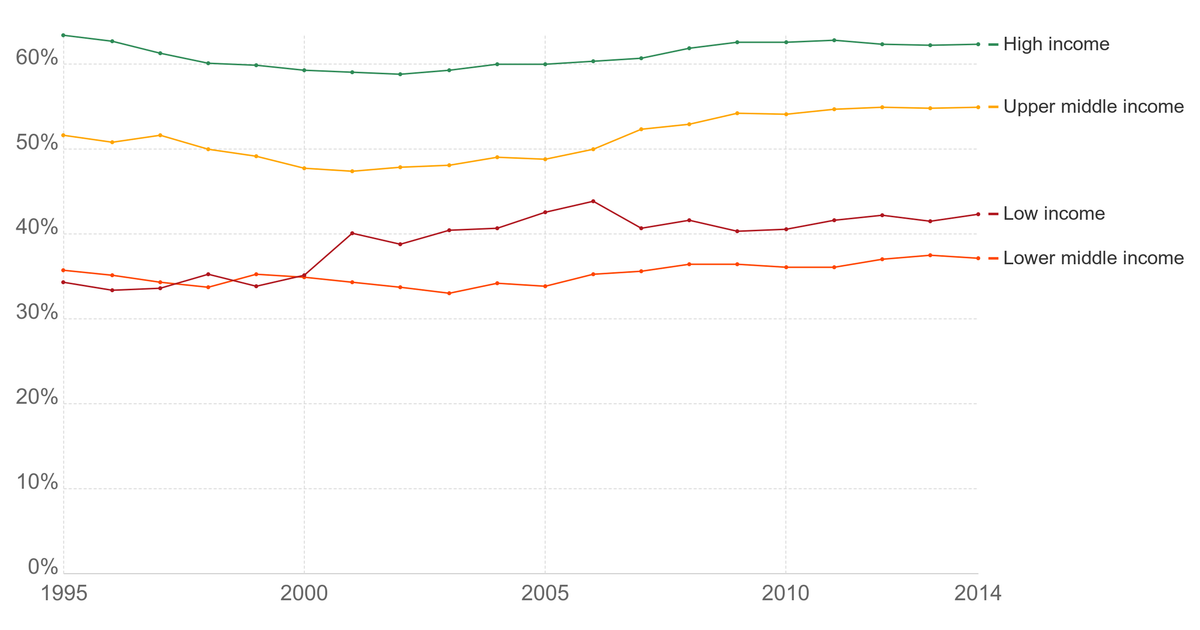 60%
50%
40%
30%
20%
10%
0%
1995 2000 2005 2010 2014
High income
Upper middle income
Low income
Lower middle income